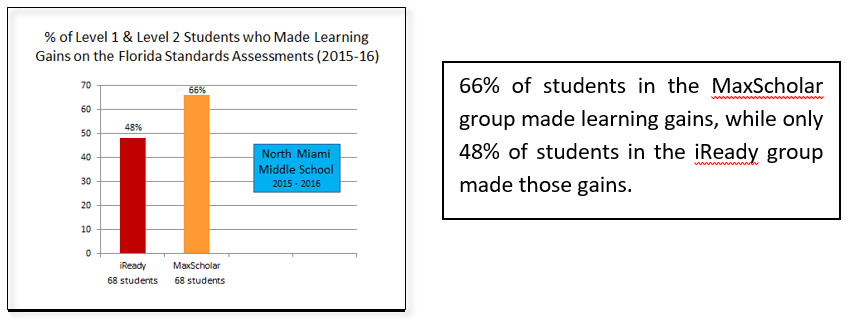 % of Level 1 & Level 2 Students who Made Learning
Gains on the Florida Standards Assessments (2015-16)
70
60
50
40
30
20
10
0
48%
66%
North Miami
Middle School
2015 - 2016
iReady
68 students
MaxScholar
68 students
66% of students in the MaxScholar
group made learning gains, while only
48% of students in the iReady group
made those gains.